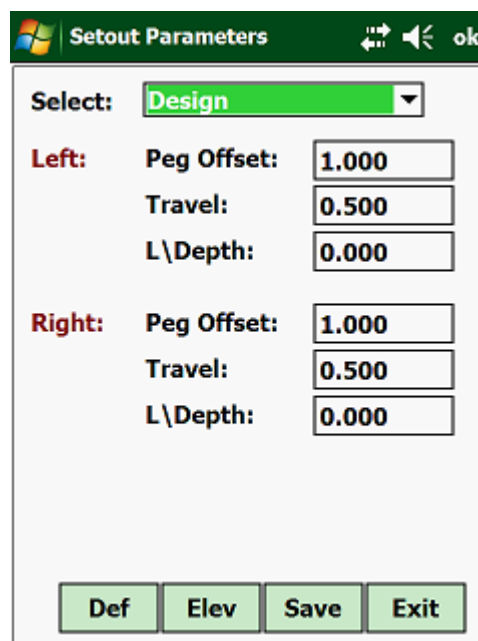 Setout Parameters ok
Select: Design
Left: Peg Offset: 1.000
Travel: 0.500
L\Depth: 0.000
Right: Peg Offset: 1.000
Travel: 0.500
L\Depth: 0.000
Def Elev Save Exit